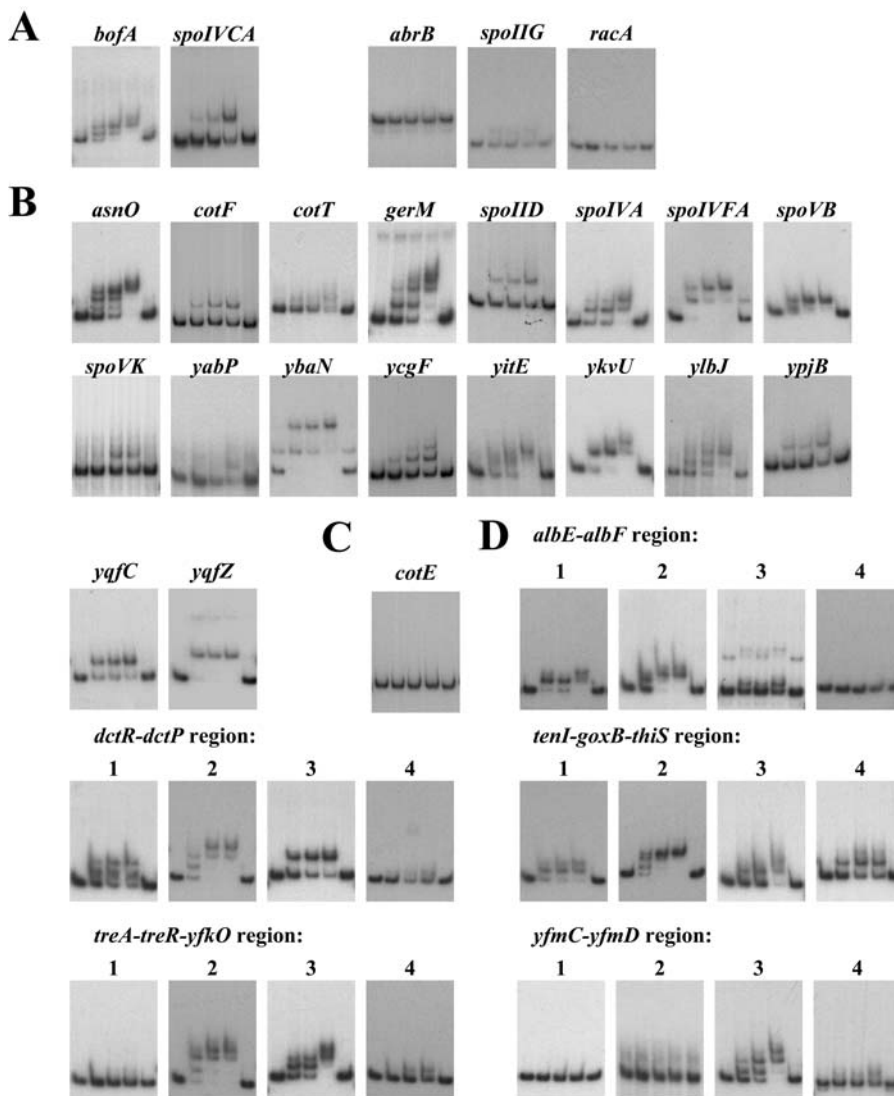 A
bofA spoIVCA abrB spoIIG racA
B
asnO cotF cotT gerM spoIID spoIVA spoIVFA spoVB
spoVK yabP ybaN ycgF yitE ykvU ylbJ ypjB
C D albE-albF region:
yqfC yqfZ cotE 1 2 3 4
dctR-dctP region: tenI-goxB-thiS region:
1 2 3 4 1 2 3 4
treA-treR-yfkO region: yfmC-yfmD region:
1 2 3 4 1 2 3 4